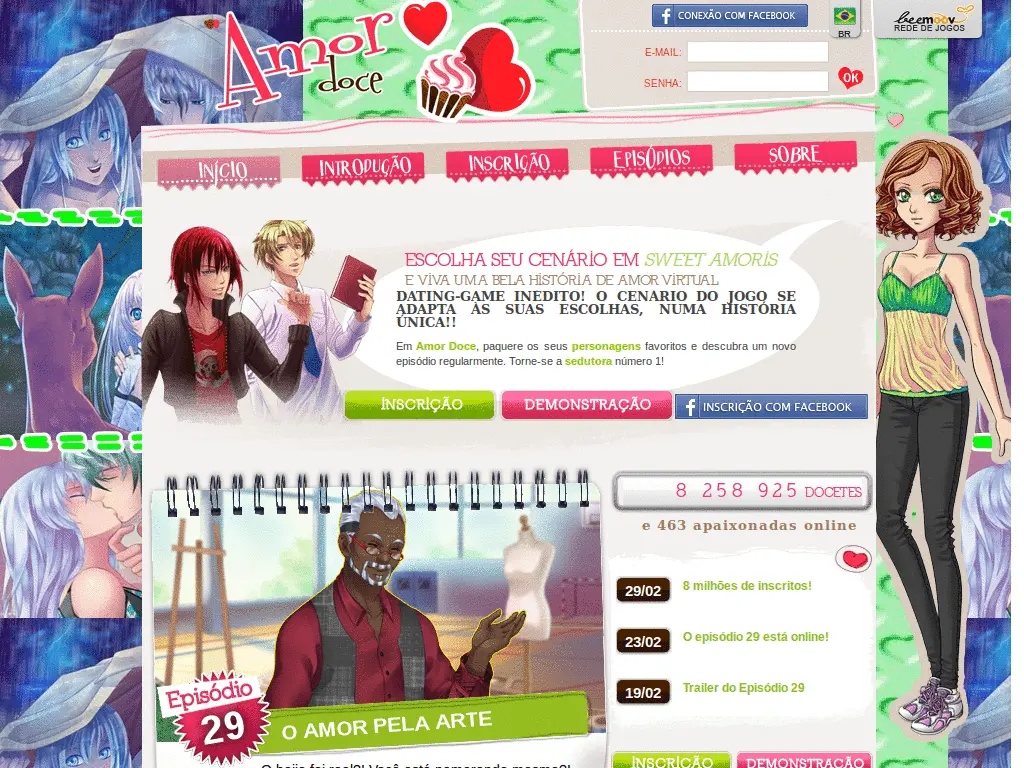 Amor
doce
CONEXÃO COM FACEBOOK
BR
beemoov
REDE DE JOGOS
E-MAIL:
SENHA:
OK
INÍCIO
INTRODUÇÃO
INSCRIÇÃO
EPISÓDIOS
SOBRE
ESCOLHA SEU CENÁRIO EM SWEET AMORIS
E VIVA UMA BELA HISTÓRIA DE AMOR VIRTUAL
DATING-GAME INEDITO! O CENARIO DO JOGO SE
ADAPTA AS SUAS ESCOLHAS, NUMA HISTÓRIA
ÚNICA!!
Em Amor Doce, paquere os seus personagens favoritos e descubra um novo
episódio regularmente. Torne-se a sedutora número 1!
INSCRIÇÃO
DEMONSTRAÇÃO
INSCRIÇÃO COM FACEBOOK
8 258 925 DOCETES
e 463 apaixonadas online
29/02 8 milhões de inscritos!
23/02 O episódio 29 está online!
19/02 Trailer do Episódio 29
Episódio
29
O AMOR PELA ARTE
O beijo foi real?! Você está namorando mesmo?!
INSCRIÇÃO
DEMONSTRAÇÃO